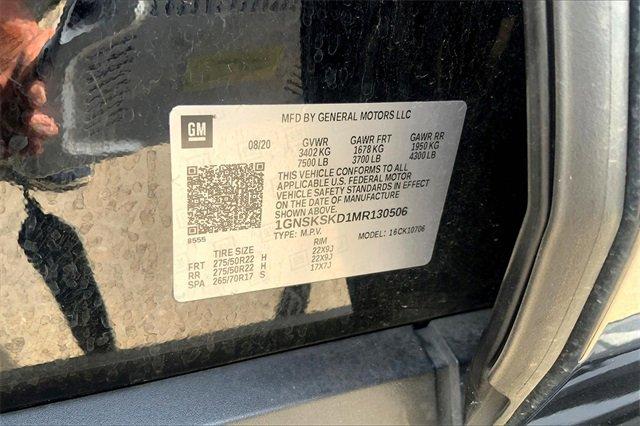 GM
MFD BY GENERAL MOTORS LLC
08/20 GVWR GAWR FRT GAWR RR
3402 KG 1678 KG 1950 KG
7500 LB 3700 LB 4300 LB
THIS VEHICLE CONFORMS TO ALL
APPLICABLE U.S. FEDERAL MOTOR
VEHICLE SAFETY STANDARDS IN EFFECT
ON THE DATE OF MANUFACTURE
SHOWN ABOVE.
1GNSKSKD1MR130506
8555 TYPE: M.P.V. MODEL: 16CK10706
TIRE SIZE RIM
FRT 275/50R22 H 22X9J
RR 275/50R22 H 22X9J
SPA 265/70R17 S 17X7J